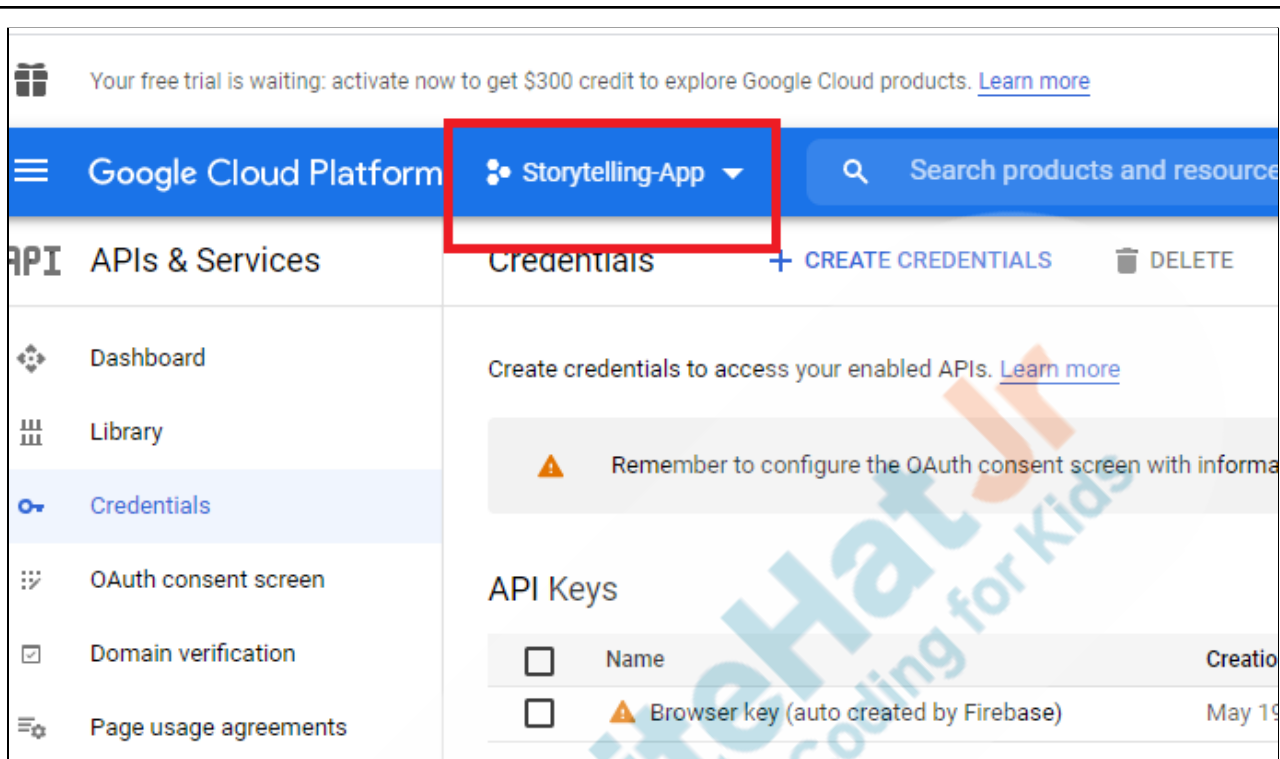 Your free trial is waiting: activate now to get $300 credit to explore Google Cloud products. Learn more
Google Cloud Platform Storytelling-App Search products and resource
API APIs & Services Credentials + CREATE CREDENTIALS DELETE
Dashboard
Create credentials to access your enabled APIs. Learn more
Library
Remember to configure the OAuth consent screen with informa
Credentials
OAuth consent screen
API Keys
Domain verification
Name Creatio
Browser key (auto created by Firebase) May 19
Page usage agreements
iteHat Jr
Coding for Kids